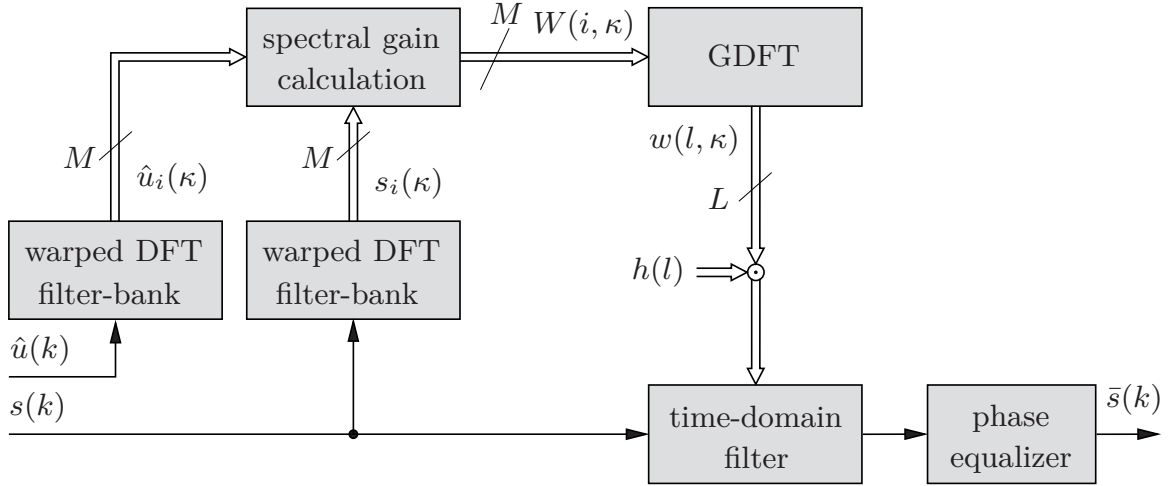 spectral gain
calculation
M
W(i, κ)
GDFT
M
û_i(κ)
M
s_i(κ)
w(l, κ)
L
warped DFT
filter-bank
warped DFT
filter-bank
h(l)
û(k)
s(k)
time-domain
filter
phase
equalizer
s̄(k)